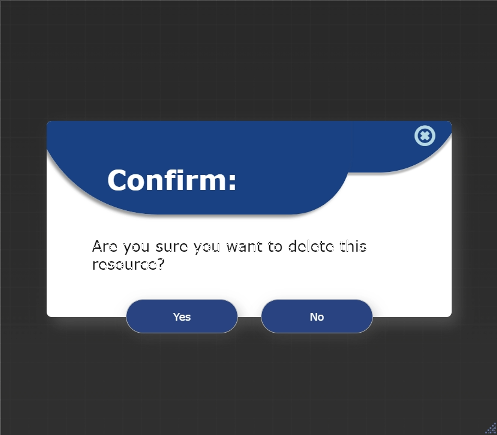 Confirm:
Are you sure you want to delete this
resource?
Yes
No